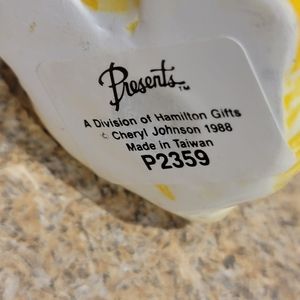 Presents™
A Division of Hamilton Gifts
© Cheryl Johnson 1988
Made in Taiwan
P2359